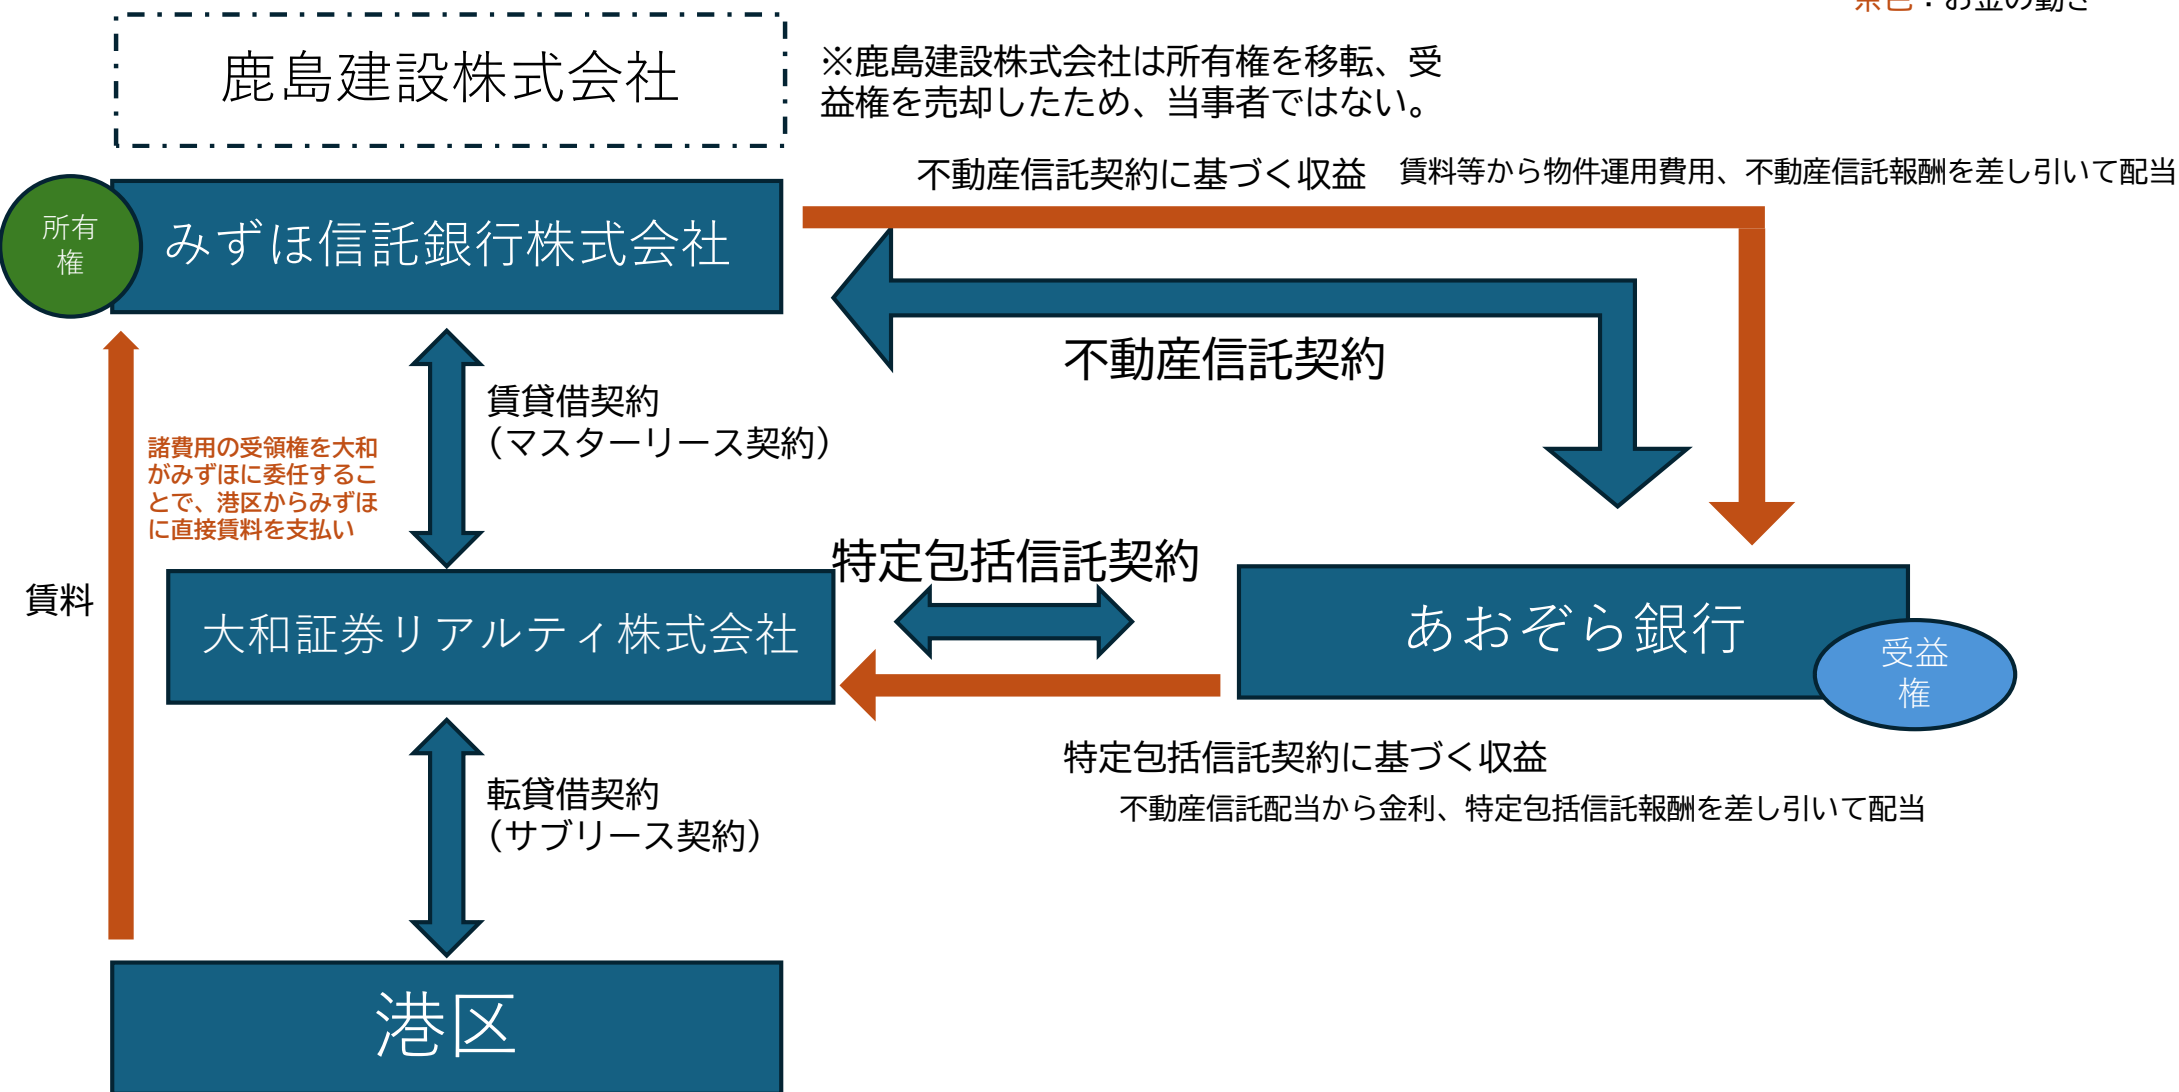 茶色：お金の動き
鹿島建設株式会社
※鹿島建設株式会社は所有権を移転、受
益権を売却したため、当事者ではない。
不動産信託契約に基づく収益
賃料等から物件運用費用、不動産信託報酬を差し引いて配当
所有
権
みずほ信託銀行株式会社
不動産信託契約
賃貸借契約
（マスターリース契約）
諸費用の受領権を大和
がみずほに委任するこ
とで、港区からみずほ
に直接賃料を支払い
賃料
特定包括信託契約
大和証券リアルティ株式会社
あおぞら銀行
受益
権
特定包括信託契約に基づく収益
不動産信託配当から金利、特定包括信託報酬を差し引いて配当
転貸借契約
（サブリース契約）
港区